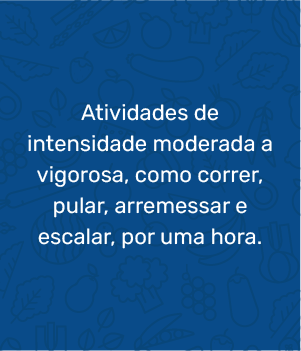 Atividades de
intensidade moderada a
vigorosa, como correr,
pular, arremessar e
escalar, por uma hora.